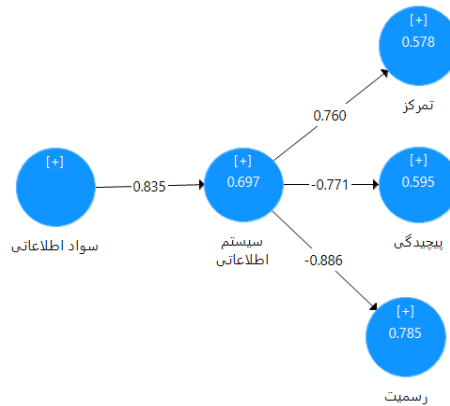 [+]
0.578
تمرکز
0.760
[+]
[+]
[+]
0.835
0.697
-0.771
0.595
سواد اطلاعاتی
سیستم
اطلاعاتی
پیچیدگی
-0.886
[+]
0.785
رسمیت